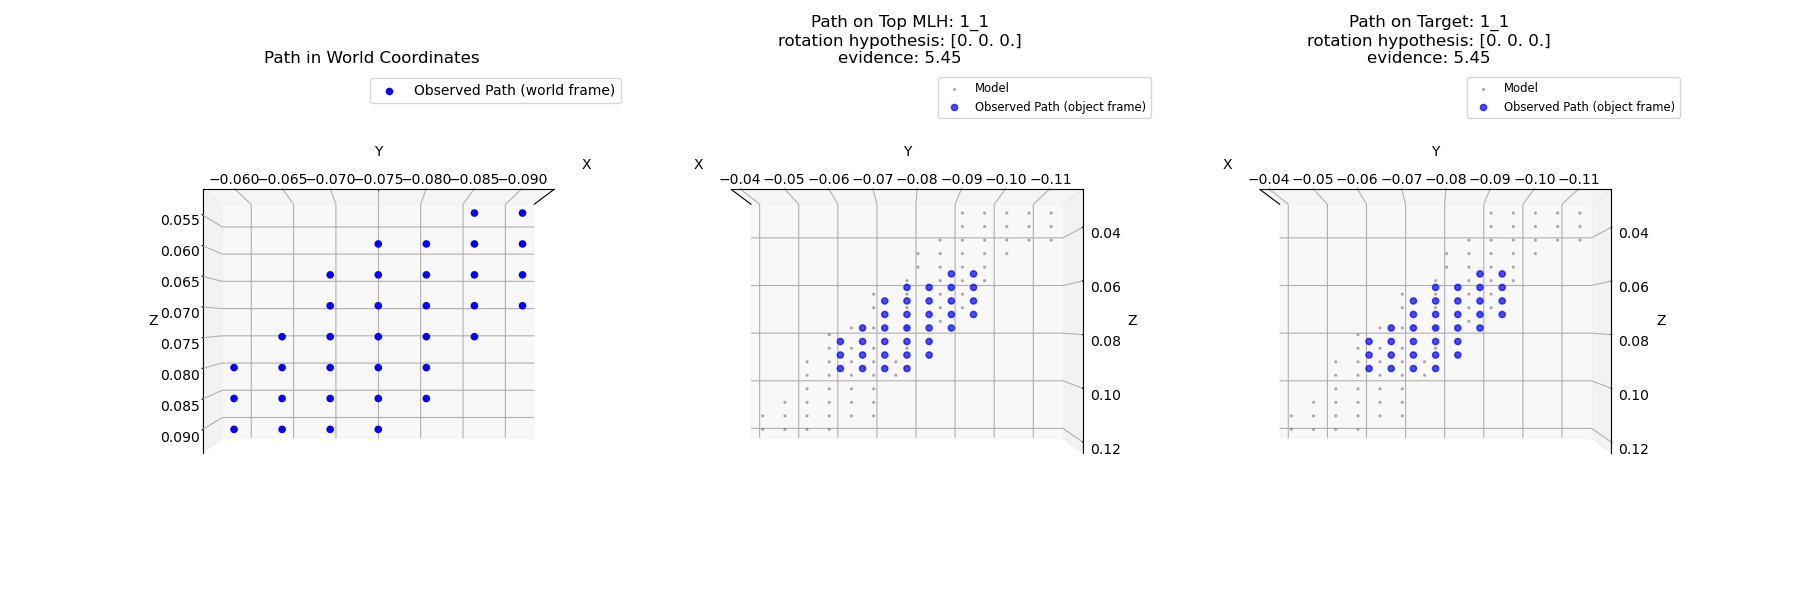 Path in World Coordinates
Observed Path (world frame)
Y
X
−0.060 −0.065 −0.070 −0.075 −0.080 −0.085 −0.090
0.055
0.060
0.065
0.070
0.075
0.080
0.085
0.090
Z
Path on Top MLH: 1_1
rotation hypothesis: [0. 0. 0.]
evidence: 5.45
Model
Observed Path (object frame)
Y
X
−0.04 −0.05 −0.06 −0.07 −0.08 −0.09 −0.10 −0.11
0.04
0.06
0.08
0.10
0.12
Z
Path on Target: 1_1
rotation hypothesis: [0. 0. 0.]
evidence: 5.45
Model
Observed Path (object frame)
Y
X
−0.04 −0.05 −0.06 −0.07 −0.08 −0.09 −0.10 −0.11
0.04
0.06
0.08
0.10
0.12
Z